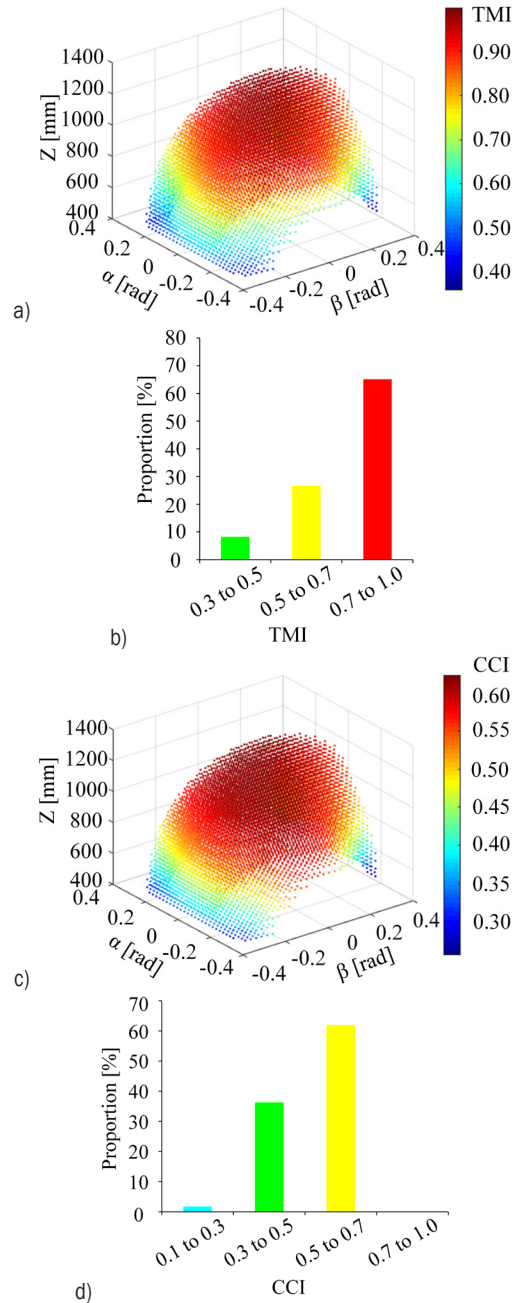 TMI
1400
1200
1000
800
600
400
Z [mm]
0.4
0.2
0
-0.2
-0.4
α [rad]
-0.4
-0.2
0
0.2
0.4
β [rad]
0.90
0.80
0.70
0.60
0.50
0.40
a)
80
70
60
50
40
30
20
10
0
Proportion [%]
0.3 to 0.5
0.5 to 0.7
0.7 to 1.0
TMI
b)
CCI
1400
1200
1000
800
600
400
Z [mm]
0.4
0.2
0
-0.2
-0.4
α [rad]
-0.4
-0.2
0
0.2
0.4
β [rad]
0.60
0.55
0.50
0.45
0.40
0.35
0.30
c)
70
60
50
40
30
20
10
0
Proportion [%]
0.1 to 0.3
0.3 to 0.5
0.5 to 0.7
0.7 to 1.0
CCI
d)